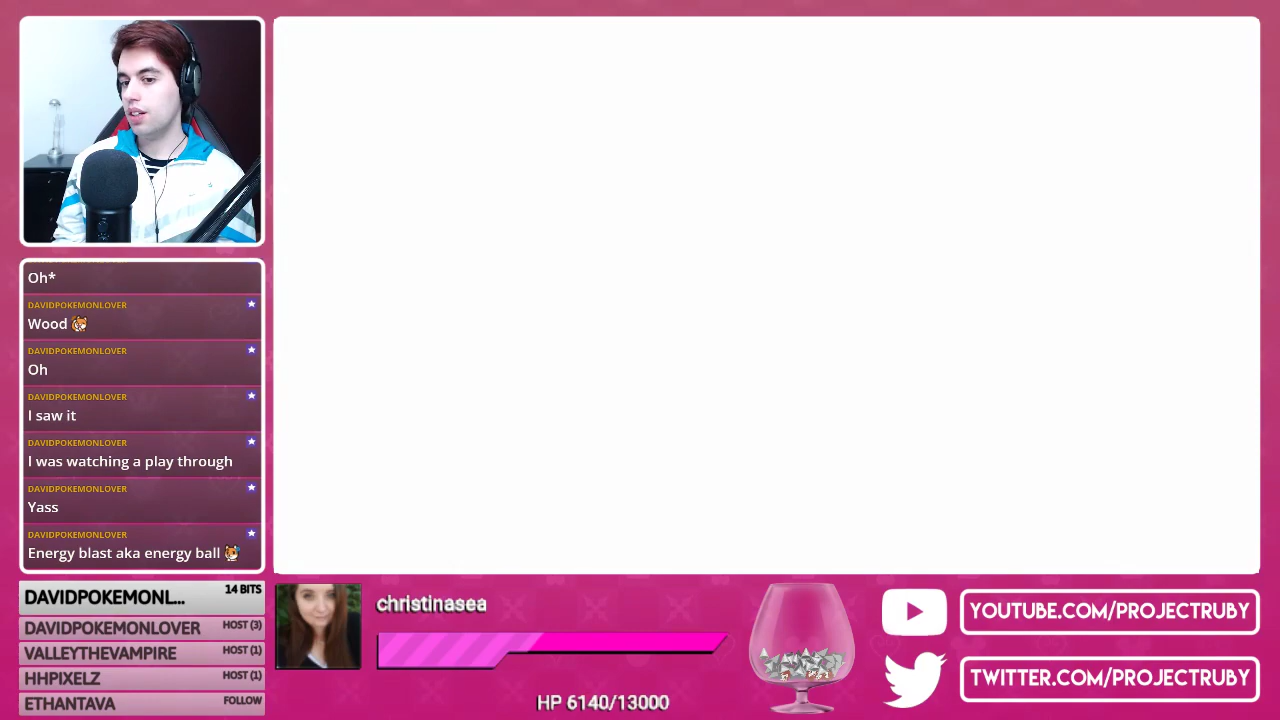 Oh*
DAVIDPOKEMONLOVER
Wood
DAVIDPOKEMONLOVER
Oh
DAVIDPOKEMONLOVER
I saw it
DAVIDPOKEMONLOVER
I was watching a play through
DAVIDPOKEMONLOVER
Yass
DAVIDPOKEMONLOVER
Energy blast aka energy ball
DAVIDPOKEMONL... 14 BITS
DAVIDPOKEMONLOVER HOST (3)
VALLEYTHEVAMPIRE HOST (1)
HHPIXELZ HOST (1)
ETHANTAVA FOLLOW
christinasea
HP 6140/13000
YOUTUBE.COM/PROJECTRUBY
TWITTER.COM/PROJECTRUBY